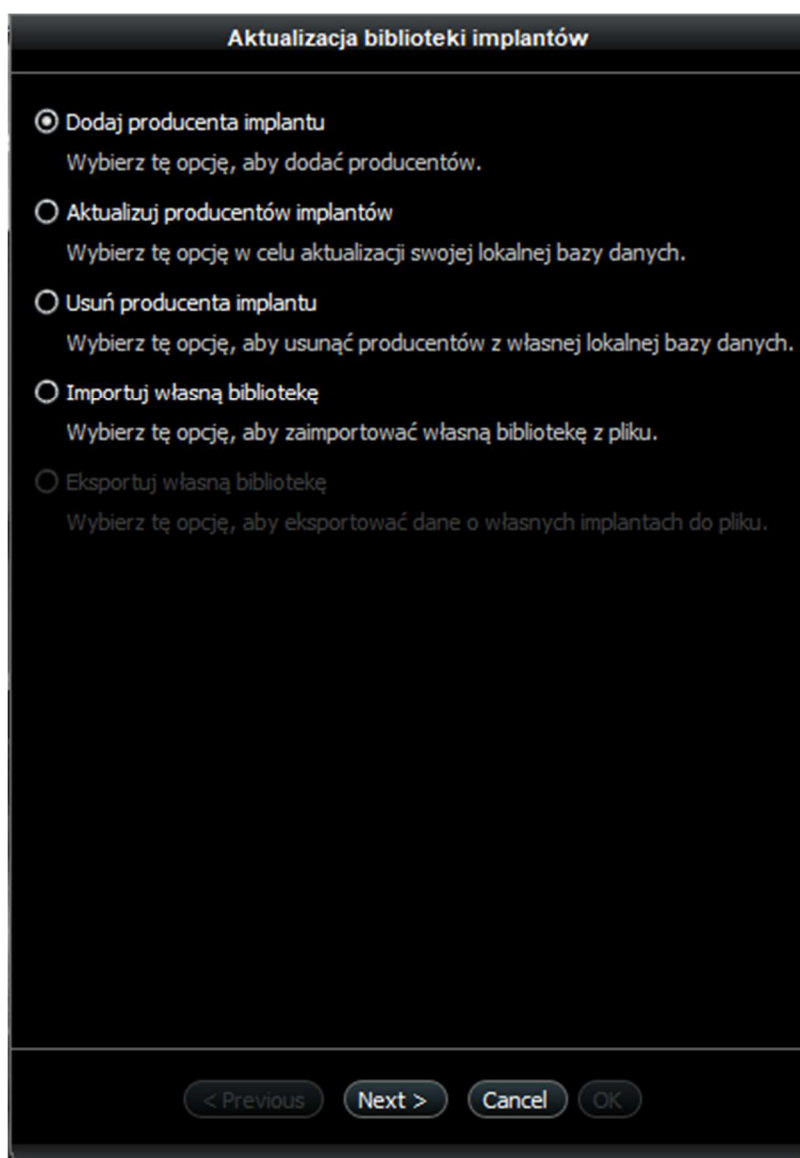 Aktualizacja biblioteki implantów
Dodaj producenta implantu
Wybierz tę opcję, aby dodać producentów.
Aktualizuj producentów implantów
Wybierz tę opcję w celu aktualizacji swojej lokalnej bazy danych.
Usuń producenta implantu
Wybierz tę opcję, aby usunąć producentów z własnej lokalnej bazy danych.
Importuj własną bibliotekę
Wybierz tę opcję, aby zaimportować własną bibliotekę z pliku.
Eksportuj własną bibliotekę
Wybierz tę opcję, aby eksportować dane o własnych implantach do pliku.
< Previous Next > Cancel OK